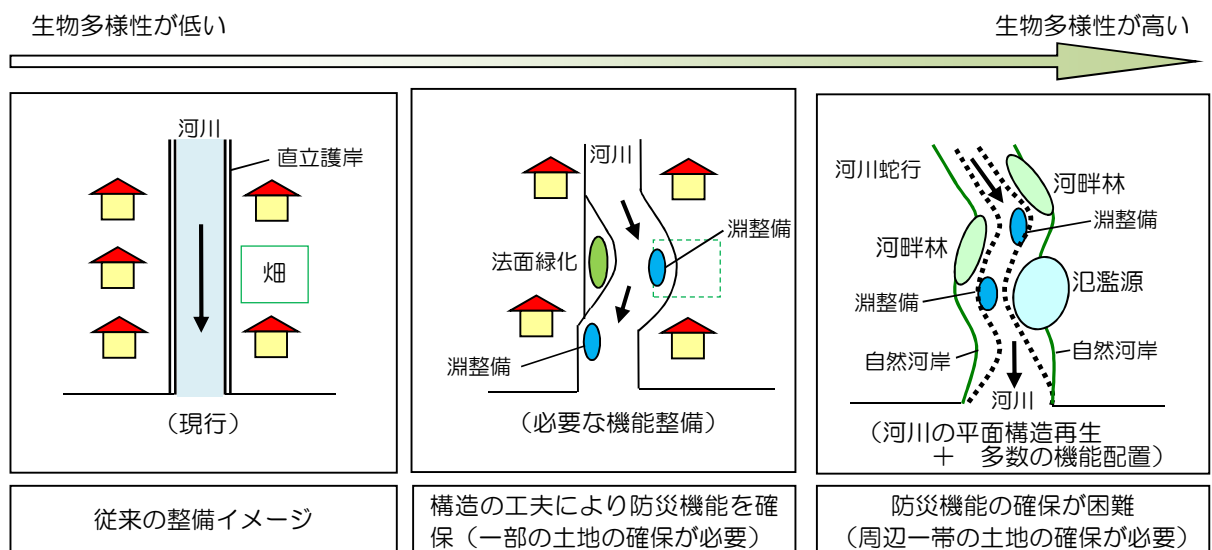 生物多様性が低い
生物多様性が高い
河川
直立護岸
畑
（現行）
従来の整備イメージ
河川
淵整備
法面緑化
淵整備
（必要な機能整備）
構造の工夫により防災機能を確
保（一部の土地の確保が必要）
河川蛇行
河畔林
淵整備
河畔林
氾濫源
淵整備
自然河岸
自然河岸
河川
（河川の平面構造再生
＋　多数の機能配置）
防災機能の確保が困難
（周辺一帯の土地の確保が必要）